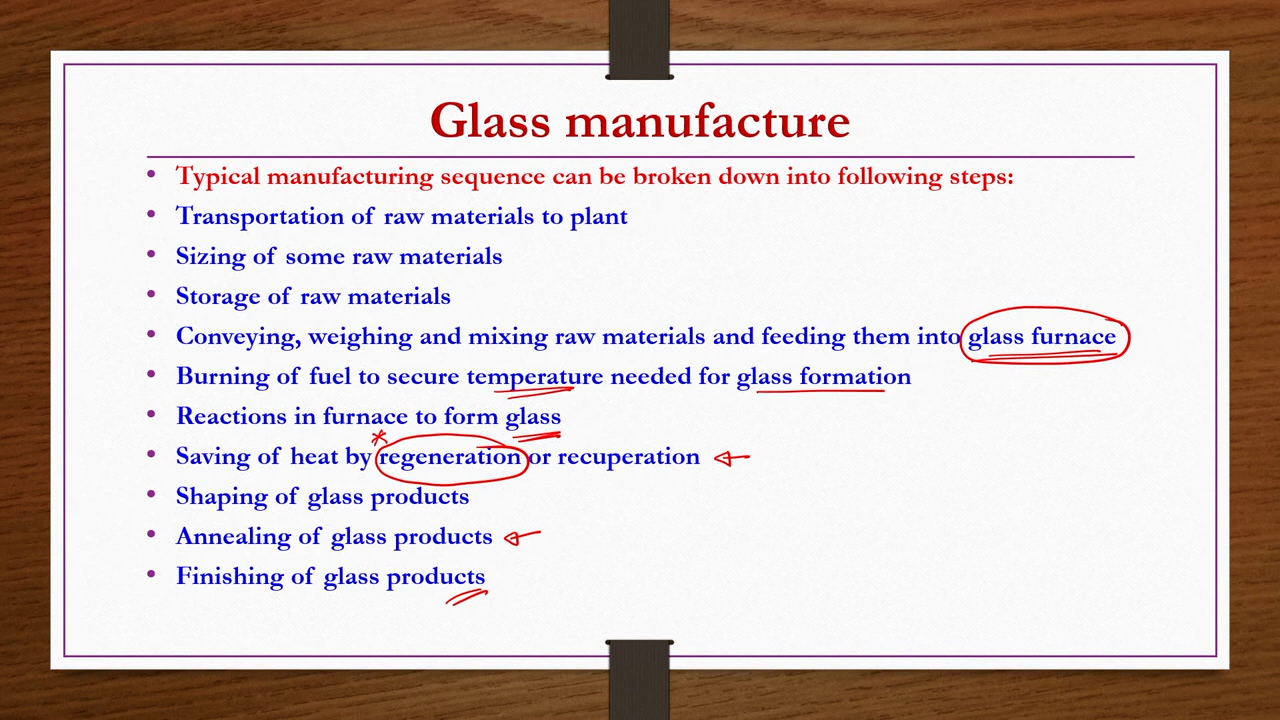 Glass manufacture
• Typical manufacturing sequence can be broken down into following steps:
• Transportation of raw materials to plant
• Sizing of some raw materials
• Storage of raw materials
• Conveying, weighing and mixing raw materials and feeding them into glass furnace
• Burning of fuel to secure temperature needed for glass formation
• Reactions in furnace to form glass
• Saving of heat by regeneration or recuperation
• Shaping of glass products
• Annealing of glass products
• Finishing of glass products